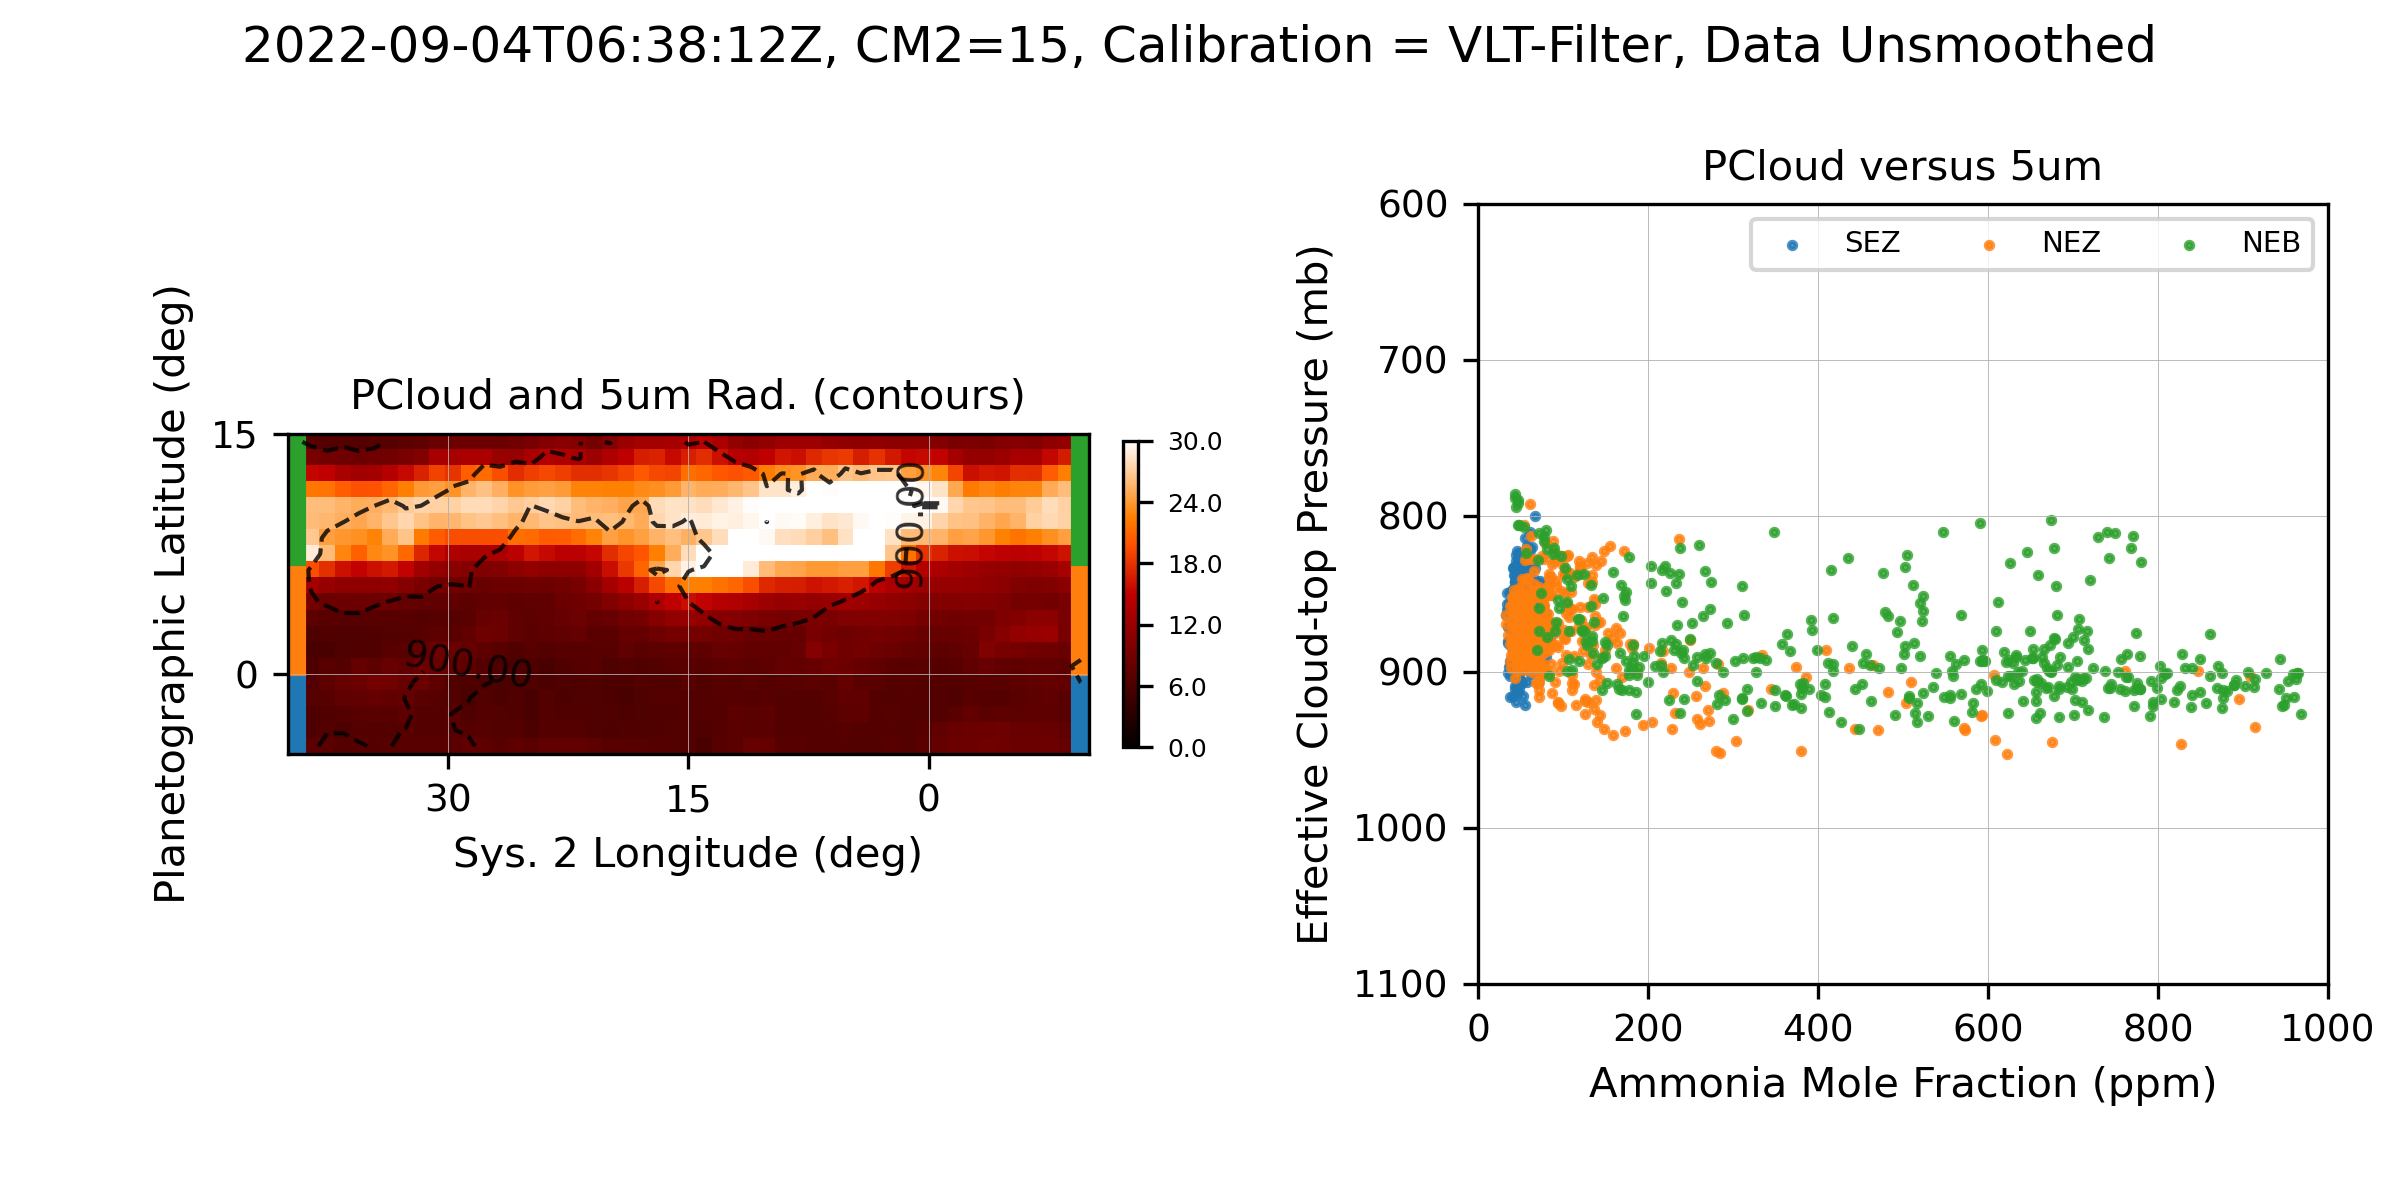 2022-09-04T06:38:12Z, CM2=15, Calibration = VLT-Filter, Data Unsmoothed
PCloud and 5um Rad. (contours)
Planetographic Latitude (deg)
15
0
900.00
900.00
30
15
0
Sys. 2 Longitude (deg)
30.0
24.0
18.0
12.0
6.0
0.0
PCloud versus 5um
Effective Cloud-top Pressure (mb)
600
700
800
900
1000
1100
SEZ NEZ NEB
0 200 400 600 800 1000
Ammonia Mole Fraction (ppm)